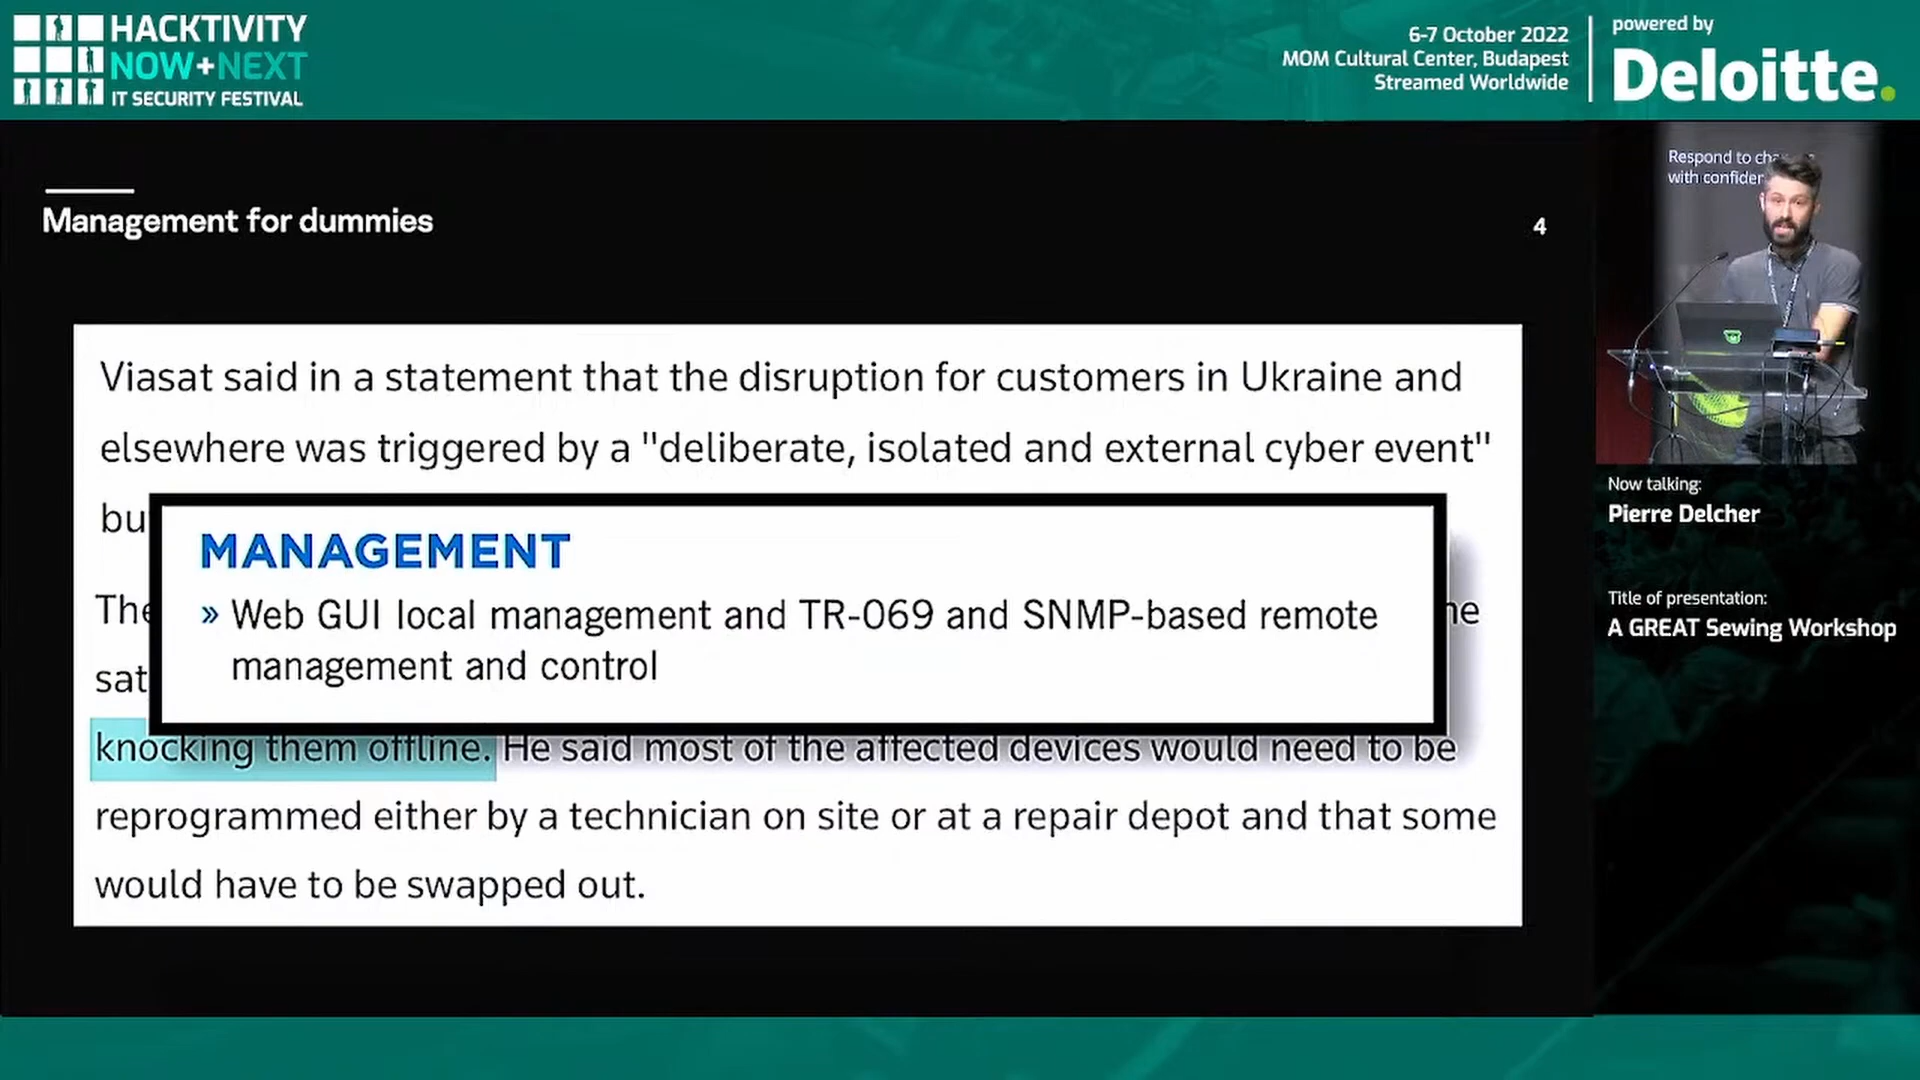 HACKTIVITY
NOW+NEXT
IT SECURITY FESTIVAL
6-7 October 2022
MOM Cultural Center, Budapest
Streamed Worldwide
powered by
Deloitte.
Management for dummies
4
Viasat said in a statement that the disruption for customers in Ukraine and
elsewhere was triggered by a "deliberate, isolated and external cyber event"
bu
MANAGEMENT
» Web GUI local management and TR-069 and SNMP-based remote
management and control
The
sat
knocking them offline. He said most of the affected devices would need to be
reprogrammed either by a technician on site or at a repair depot and that some
would have to be swapped out.
Respond to
with
Now talking:
Pierre Delcher
Title of presentation:
A GREAT Sewing Workshop